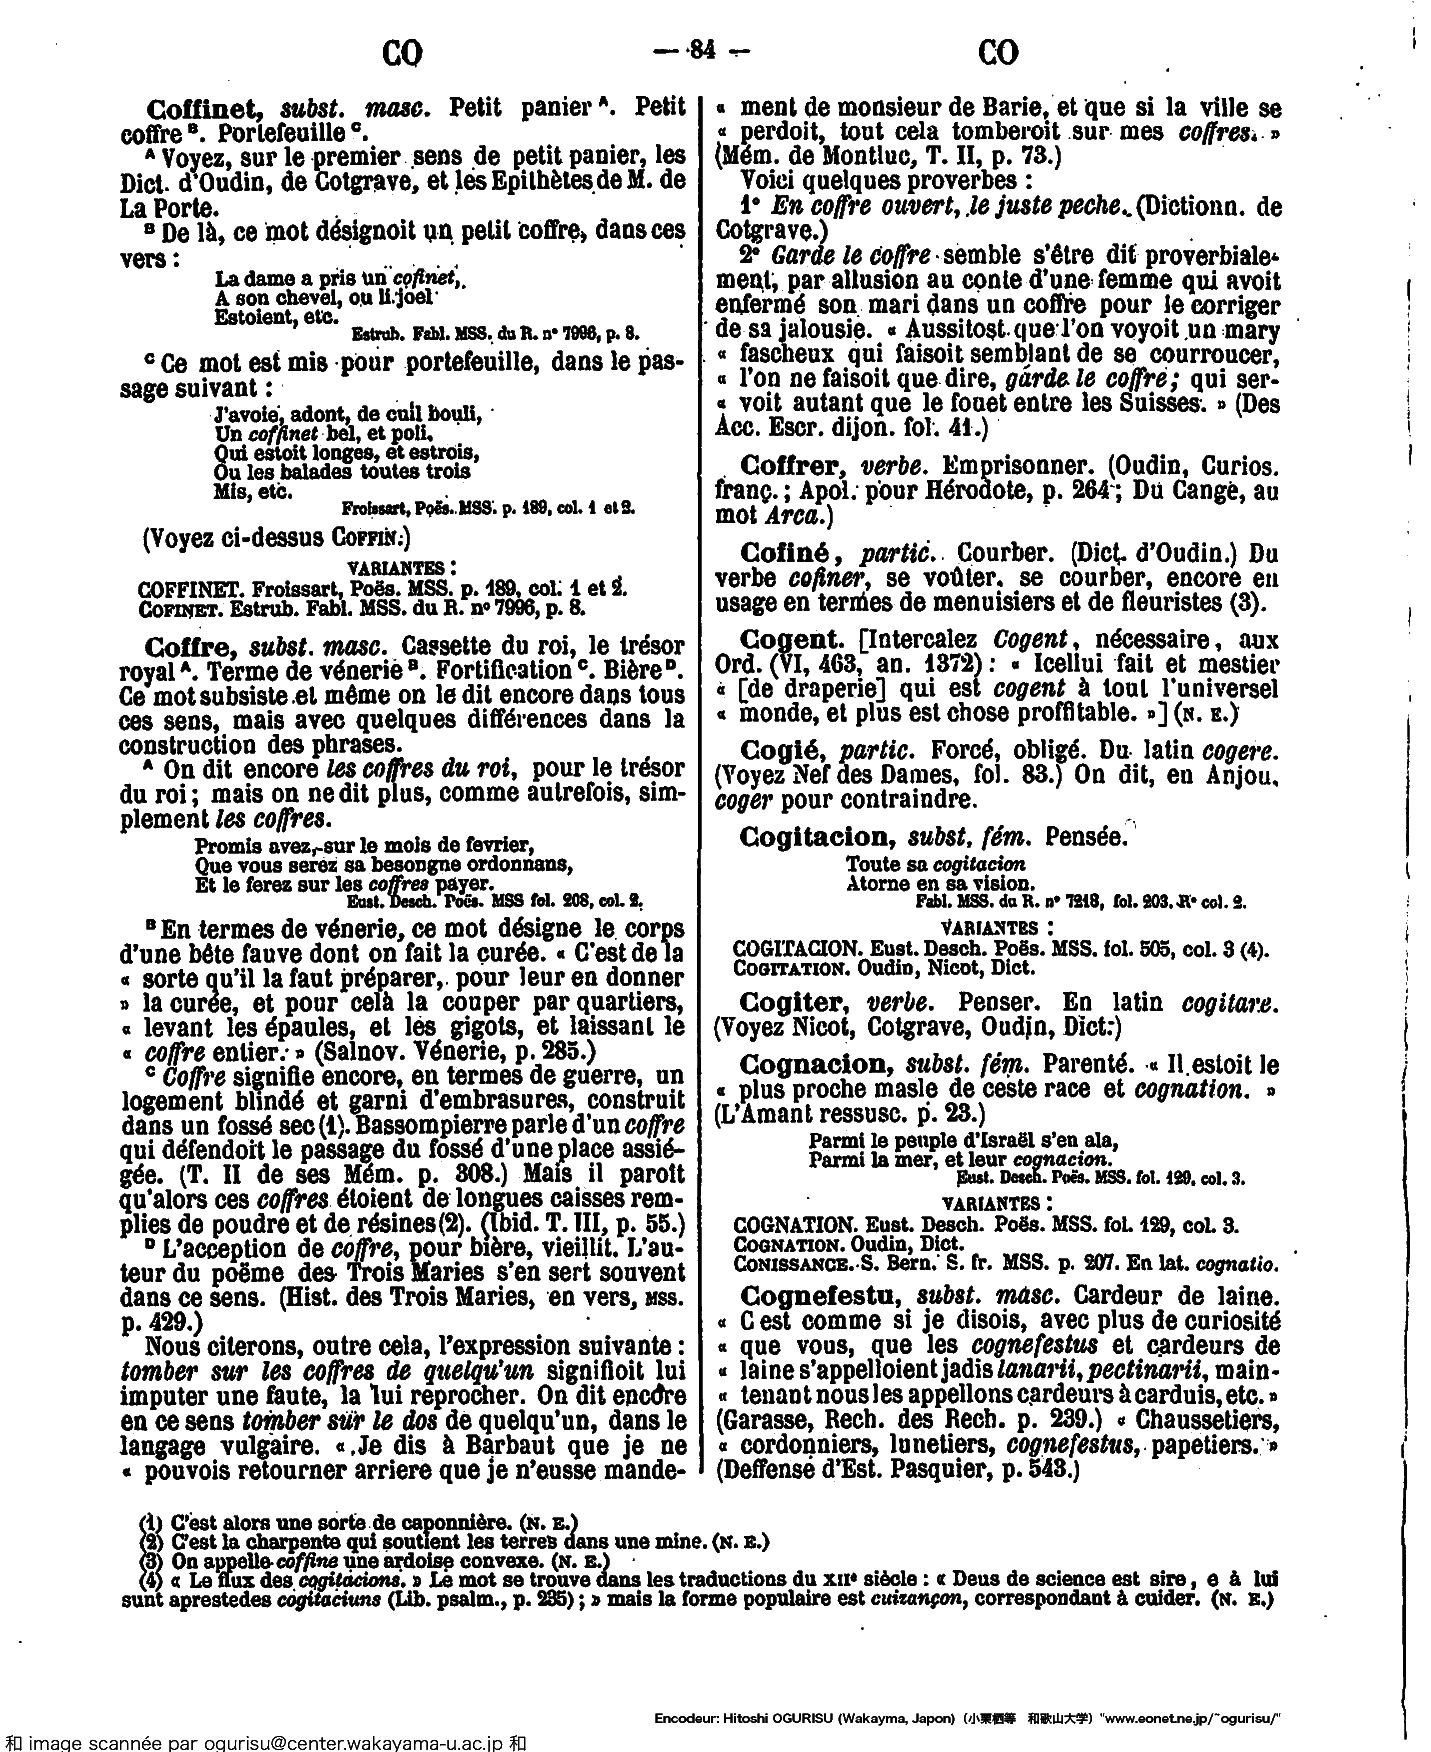 CO
— 84 —
CO
Coffinet, subst. masc. Petit panier A. Petit
coffre B. Portefeuille C.
A Voyez, sur le premier sens de petit panier, les
Dict. d'Oudin, de Cotgrave, et les Epithètes de M. de
La Porte.
B De là, ce mot désignoit un petit coffre, dans ces
vers :
La dame a pris un cofinet,
A son chevel, ou li joel
Estoient, etc.
Estrub. Fabl. MSS. du R. n° 7996, p. 8.
C Ce mot est mis pour portefeuille, dans le pas-
sage suivant :
J'avoie, adont, de cuil bouli,
Un coffinet bel, et poli.
Qui estoit longes, et estrois,
Ou les balades toutes trois
Mis, etc.
Froissart, Poës. MSS. p. 189, col. 1 et 2.
(Voyez ci-dessus COFFIN.)
VARIANTES :
COFFINET. Froissart, Poës. MSS. p. 189, col. 1 et 2.
COFINET. Estrub. Fabl. MSS. du R. n° 7996, p. 8.
Coffre, subst. masc. Cassette du roi, le trésor
royal A. Terme de vénerie B. Fortification C. Bière D.
Ce mot subsiste et même on le dit encore dans tous
ces sens, mais avec quelques différences dans la
construction des phrases.
A On dit encore les coffres du roi, pour le trésor
du roi ; mais on ne dit plus, comme autrefois, sim-
plement les coffres.
Promis avez, sur le mois de fevrier,
Que vous serez sa besongne ordonnans,
Et le ferez sur les coffres payer.
Eust. Desch. Poës. MSS fol. 208, col. 2.
B En termes de vénerie, ce mot désigne le corps
d'une bête fauve dont on fait la curée. « C'est de la
« sorte qu'il la faut préparer, pour leur en donner
» la curée, et pour celà la couper par quartiers,
« levant les épaules, et les gigots, et laissant le
« coffre entier. » (Salnov. Vénerie, p. 285.)
C Coffre signifie encore, en termes de guerre, un
logement blindé et garni d'embrasures, construit
dans un fossé sec (1). Bassompierre parle d'un coffre
qui défendoit le passage du fossé d'une place assié-
gée. (T. II de ses Mém. p. 308.) Mais il paroît
qu'alors ces coffres étoient de longues caisses rem-
plies de poudre et de résines (2). (Ibid. T. III, p. 55.)
D L'acception de coffre, pour bière, vieillit. L'au-
teur du poëme des Trois Maries s'en sert souvent
dans ce sens. (Hist. des Trois Maries, en vers, MSS.
p. 429.)
Nous citerons, outre cela, l'expression suivante :
tomber sur les coffres de quelqu'un signifioit lui
imputer une faute, la lui reprocher. On dit encore
en ce sens tomber sur le dos de quelqu'un, dans le
langage vulgaire. « Je dis à Barbaut que je ne
« pouvois retourner arriere que je n'eusse mande-
« ment de monsieur de Barie, et que si la ville se
« perdoit, tout cela tomberoit sur mes coffres. »
(Mém. de Montluc, T. II, p. 73.)
Voici quelques proverbes :
1° En coffre ouvert, le juste peche. (Dictionn. de
Cotgrave.)
2° Garde le coffre semble s'être dit proverbiale-
ment, par allusion au conte d'une femme qui avoit
enfermé son mari dans un coffre pour le corriger
de sa jalousie. « Aussitost que l'on voyoit un mary
« fascheux qui faisoit semblant de se courroucer,
« l'on ne faisoit que dire, garde le coffre ; qui ser-
« voit autant que le fouet entre les Suisses. » (Des
Acc. Escr. dijon. fol. 41.)
Coffrer, verbe. Emprisonner. (Oudin, Curios.
franç. ; Apol. pour Hérodote, p. 264 ; Du Cange, au
mot Arca.)
Cofiné, partic. Courber. (Dict. d'Oudin.) Du
verbe cofiner, se voûter, se courber, encore en
usage en termes de menuisiers et de fleuristes (3).
Cogent. [Intercalez Cogent, nécessaire, aux
Ord. (VI, 463, an. 1372) : « Icellui fait et mestier
« [de draperie] qui est cogent à tout l'universel
« monde, et plus est chose proffitable. »] (N. E.)
Cogié, partic. Forcé, obligé. Du latin cogere.
(Voyez Nef des Dames, fol. 83.) On dit, en Anjou,
coger pour contraindre.
Cogitacion, subst. fém. Pensée.
Toute sa cogitacion
Atorne en sa vision.
Fabl. MSS. du R. n° 7218, fol. 203, R° col. 2.
VARIANTES :
COGITACION. Eust. Desch. Poës. MSS. fol. 505, col. 3 (4).
COGITATION. Oudin, Nicot, Dict.
Cogiter, verbe. Penser. En latin cogitare.
(Voyez Nicot, Cotgrave, Oudin, Dict.)
Cognacion, subst. fém. Parenté. « Il estoit le
« plus proche masle de ceste race et cognation. »
(L'Amant ressusc. p. 23.)
Parmi le peuple d'Israël s'en ala,
Parmi la mer, et leur cognacion.
Eust. Desch. Poës. MSS. fol. 129, col. 3.
VARIANTES :
COGNATION. Eust. Desch. Poës. MSS. fol. 129, col. 3.
COGNATION. Oudin, Dict.
CONISSANCE. S. Bern. S. fr. MSS. p. 207. En lat. cognatio.
Cognefestu, subst. masc. Cardeur de laine.
« C est comme si je disois, avec plus de curiosité
« que vous, que les cognefestus et cardeurs de
« laine s'appelloient jadis lanarii, pectinarii, main-
« tenant nous les appellons cardeurs à carduis, etc. »
(Garasse, Rech. des Rech. p. 239.) « Chaussetiers,
« cordonniers, lunetiers, cognefestus, papetiers. »
(Deffense d'Est. Pasquier, p. 543.)
(1) C'est alors une sorte de caponnière. (N. E.)
(2) C'est la charpente qui soutient les terres dans une mine. (N. E.)
(3) On appelle coffine une ardoise convexe. (N. E.)
(4) « Le flux des cogitacions. » Le mot se trouve dans les traductions du XIIe siècle : « Deus de science est sire, e à lui
sunt aprestedes cogitaciuns (Lib. psalm., p. 235) ; » mais la forme populaire est cuizançon, correspondant à cuider. (N. E.)
Encodeur: Hitoshi OGURISU (Wakayma, Japon) (小栗栖等 和歌山大学) "www.eonet.ne.jp/~ogurisu/"
和 image scannée par ogurisu@center.wakayama-u.ac.jp 和